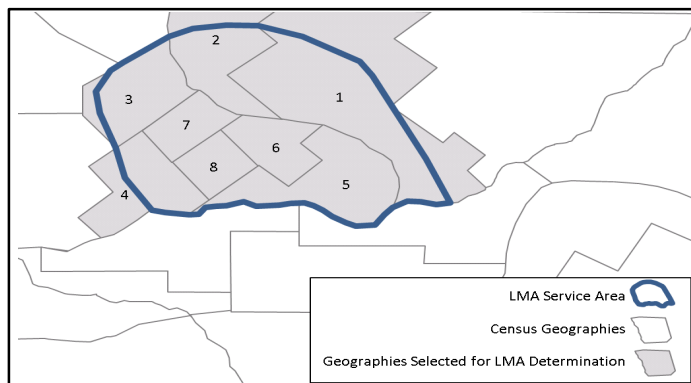 2
1
3
7
6
8
5
4
LMA Service Area
Census Geographies
Geographies Selected for LMA Determination